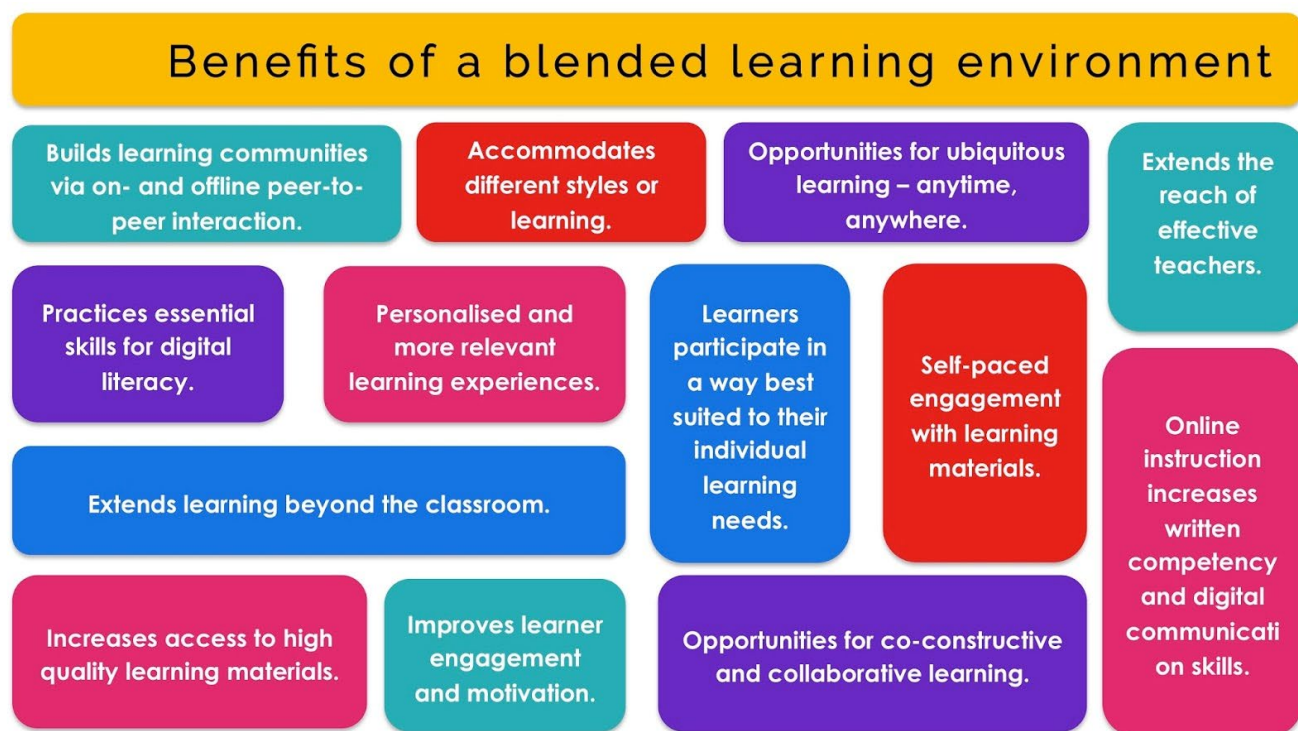 Benefits of a blended learning environment
Builds learning communities
via on- and offline peer-to-
peer interaction.
Accommodates
different styles or
learning.
Opportunities for ubiquitous
learning – anytime,
anywhere.
Extends the
reach of
effective
teachers.
Practices essential
skills for digital
literacy.
Personalised and
more relevant
learning experiences.
Learners
participate in
a way best
suited to their
individual
learning
needs.
Self-paced
engagement
with learning
materials.
Online
instruction
increases
written
competency
and digital
communicati
on skills.
Extends learning beyond the classroom.
Increases access to high
quality learning materials.
Improves learner
engagement
and motivation.
Opportunities for co-constructive
and collaborative learning.